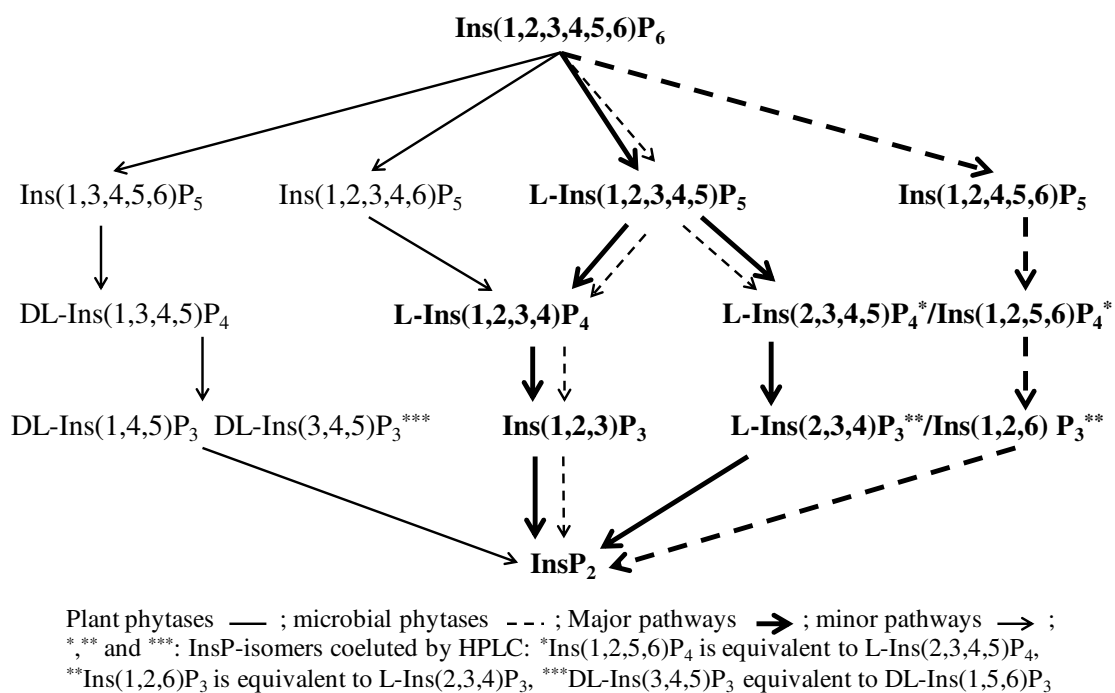 Ins(1,2,3,4,5,6)P₆
Ins(1,3,4,5,6)P₅ Ins(1,2,3,4,6)P₅ L-Ins(1,2,3,4,5)P₅ Ins(1,2,4,5,6)P₅
DL-Ins(1,3,4,5)P₄ L-Ins(1,2,3,4)P₄ L-Ins(2,3,4,5)P₄*/Ins(1,2,5,6)P₄*
DL-Ins(1,4,5)P₃ DL-Ins(3,4,5)P₃*** Ins(1,2,3)P₃ L-Ins(2,3,4)P₃**/Ins(1,2,6) P₃**
InsP₂
Plant phytases — ; microbial phytases - - - ; Major pathways → ; minor pathways → ;
*,** and ***: InsP-isomers coeluted by HPLC: *Ins(1,2,5,6)P₄ is equivalent to L-Ins(2,3,4,5)P₄,
**Ins(1,2,6)P₃ is equivalent to L-Ins(2,3,4)P₃, ***DL-Ins(3,4,5)P₃ equivalent to DL-Ins(1,5,6)P₃